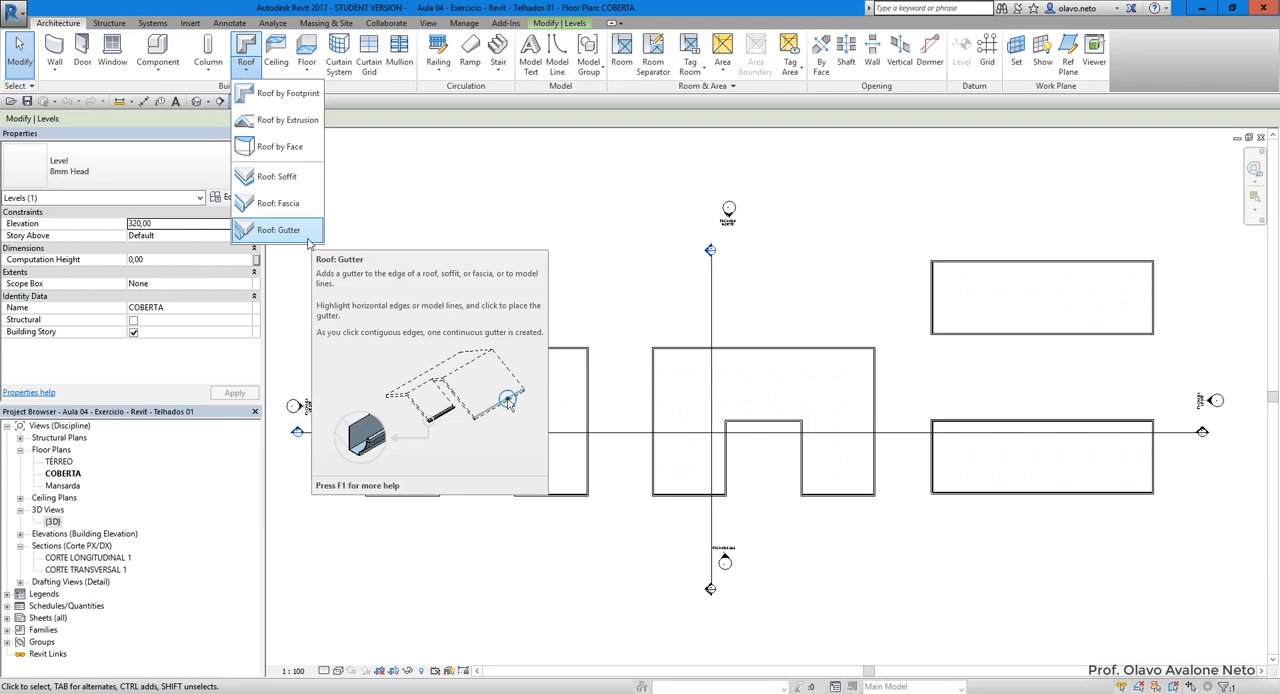 Autodesk Revit 2017 - STUDENT VERSION - Aula 04 - Exercicio - Revit - Telhados 01 - Floor Plan: COBERTA
Type a keyword or phrase
olavo.neto
Architecture Structure Systems Insert Annotate Analyze Massing & Site Collaborate View Manage Add-Ins Modify | Levels
Modify Wall Door Window Component Column Roof Ceiling Floor Curtain System Curtain Grid Mullion Railing Ramp Stair Model Text Model Line Model Group Room Room Separator Tag Room Area Area Boundary Tag Area By Face Shaft Wall Vertical Dormer Level Grid Set Show Ref Plane Viewer
Select Circulation Model Room & Area Opening Datum Work Plane
Modify | Levels
Properties
Level
8mm Head
Levels (1)
Constraints
Elevation 320,00
Story Above Default
Dimensions
Computation Height 0,00
Extents
Scope Box None
Identity Data
Name COBERTA
Structural
Building Story
Properties help Apply
Project Browser - Aula 04 - Exercicio - Revit - Telhados 01
Views (Discipline)
Structural Plans
Floor Plans
TÉRREO
COBERTA
Mansarda
Ceiling Plans
3D Views
{3D}
Elevations (Building Elevation)
Sections (Corte PX/DX)
CORTE LONGITUDINAL 1
CORTE TRANSVERSAL 1
Drafting Views (Detail)
Legends
Schedules/Quantities
Sheets (all)
Families
Groups
Revit Links
Roof by Footprint
Roof by Extrusion
Roof by Face
Roof: Soffit
Roof: Fascia
Roof: Gutter
Roof: Gutter
Adds a gutter to the edge of a roof, soffit, or fascia, or to model
lines.
Highlight horizontal edges or model lines, and click to place the
gutter.
As you click contiguous edges, one continuous gutter is created.
Press F1 for more help
1 : 100
Prof. Olavo Avalone Neto
Click to select, TAB for alternates, CTRL adds, SHIFT unselects.
:0
Main Model
:1